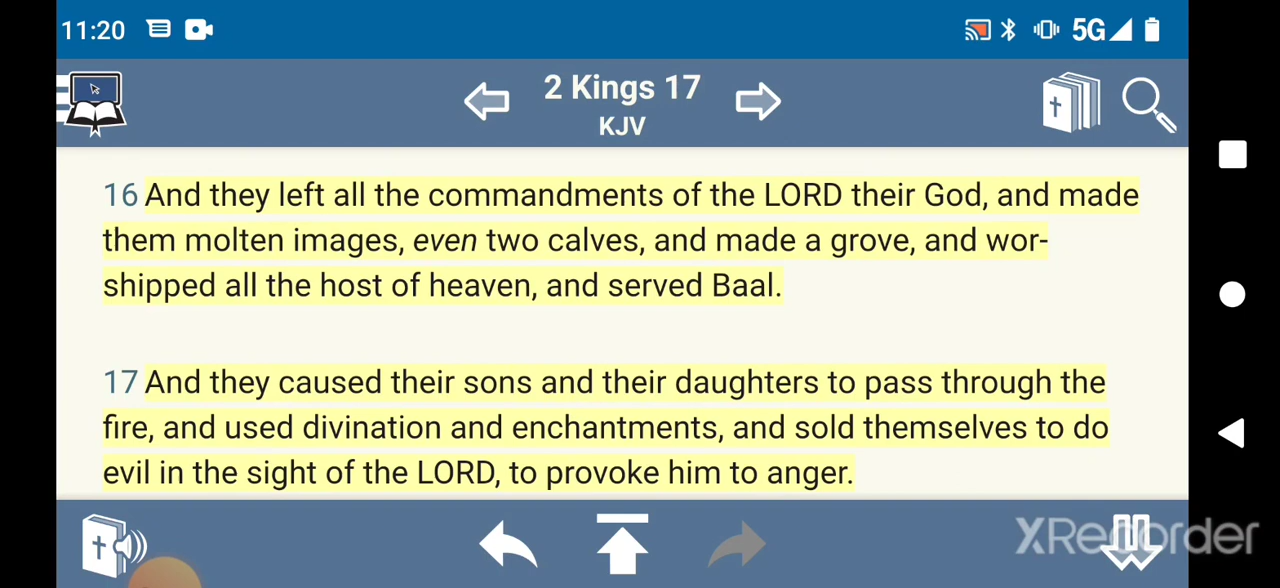 11:20 5G
2 Kings 17
KJV
16 And they left all the commandments of the LORD their God, and made
them molten images, even two calves, and made a grove, and wor-
shipped all the host of heaven, and served Baal.
17 And they caused their sons and their daughters to pass through the
fire, and used divination and enchantments, and sold themselves to do
evil in the sight of the LORD, to provoke him to anger.
XRecorder